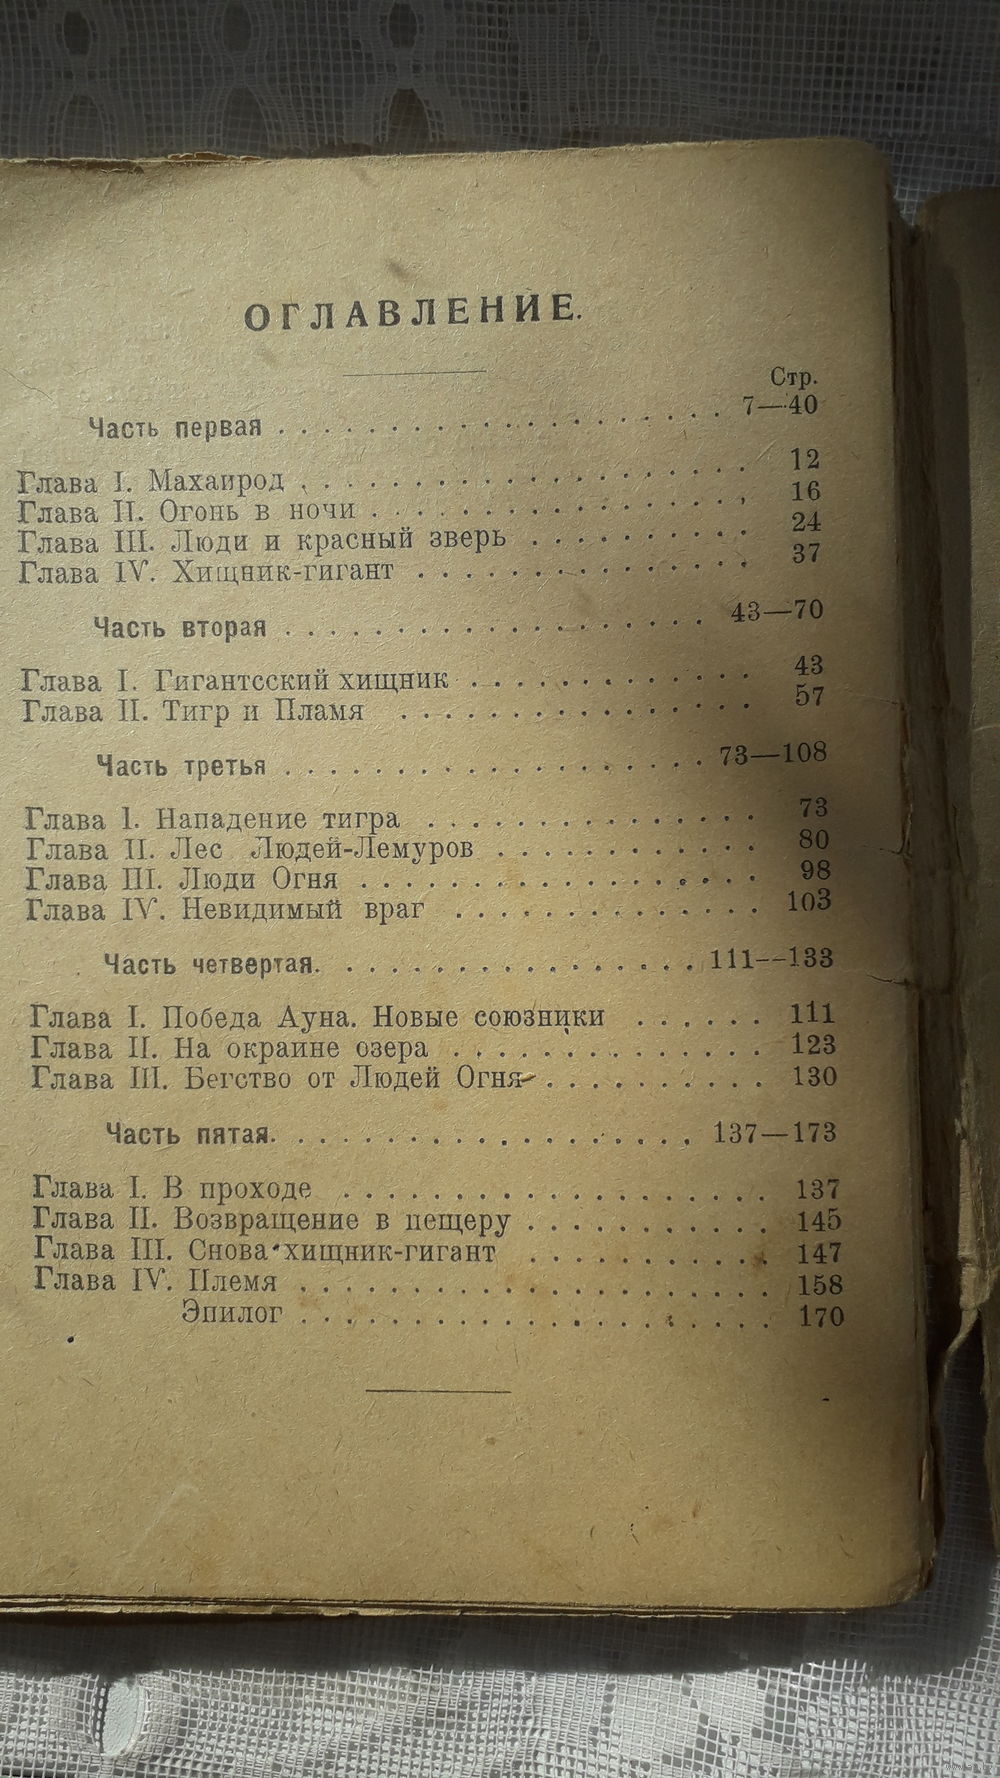 ОГЛАВЛЕНИЕ.
Стр.
Часть первая . . . . . . . . . . . . . . . . . . . . 7—40
Глава I. Махаирод . . . . . . . . . . . . . . . . . 12
Глава II. Огонь в ночи . . . . . . . . . . . . . . 16
Глава III. Люди и красный зверь . . . . . . . . . . 24
Глава IV. Хищник-гигант . . . . . . . . . . . . . 37
Часть вторая . . . . . . . . . . . . . . . . . . . 43—70
Глава I. Гигантсский хищник . . . . . . . . . . . . 43
Глава II. Тигр и Пламя . . . . . . . . . . . . . . 57
Часть третья . . . . . . . . . . . . . . . . . . . 73—108
Глава 1. Нападение тигра . . . . . . . . . . . . . 73
Глава II. Лес Людей-Лемуров . . . . . . . . . . . . 80
Глава III. Люди Огня . . . . . . . . . . . . . . . 98
Глава IV. Невидимый враг . . . . . . . . . . . . . 103
Часть четвертая. . . . . . . . . . . . . . . . . . 111—133
Глава I. Победа Ауна. Новые союзники . . . . . . 111
Глава II. На окраине озера . . . . . . . . . . . . 123
Глава III. Бегство от Людей Огня . . . . . . . . . . 130
Часть пятая. . . . . . . . . . . . . . . . . . . . 137—173
Глава I. В проходе . . . . . . . . . . . . . . . . 137
Глава II. Возвращение в пещеру . . . . . . . . . . . 145
Глава III. Снова хищник-гигант . . . . . . . . . . . 147
Глава IV. Племя . . . . . . . . . . . . . . . . . . 158
Эпилог . . . . . . . . . . . . . . . . . . 170